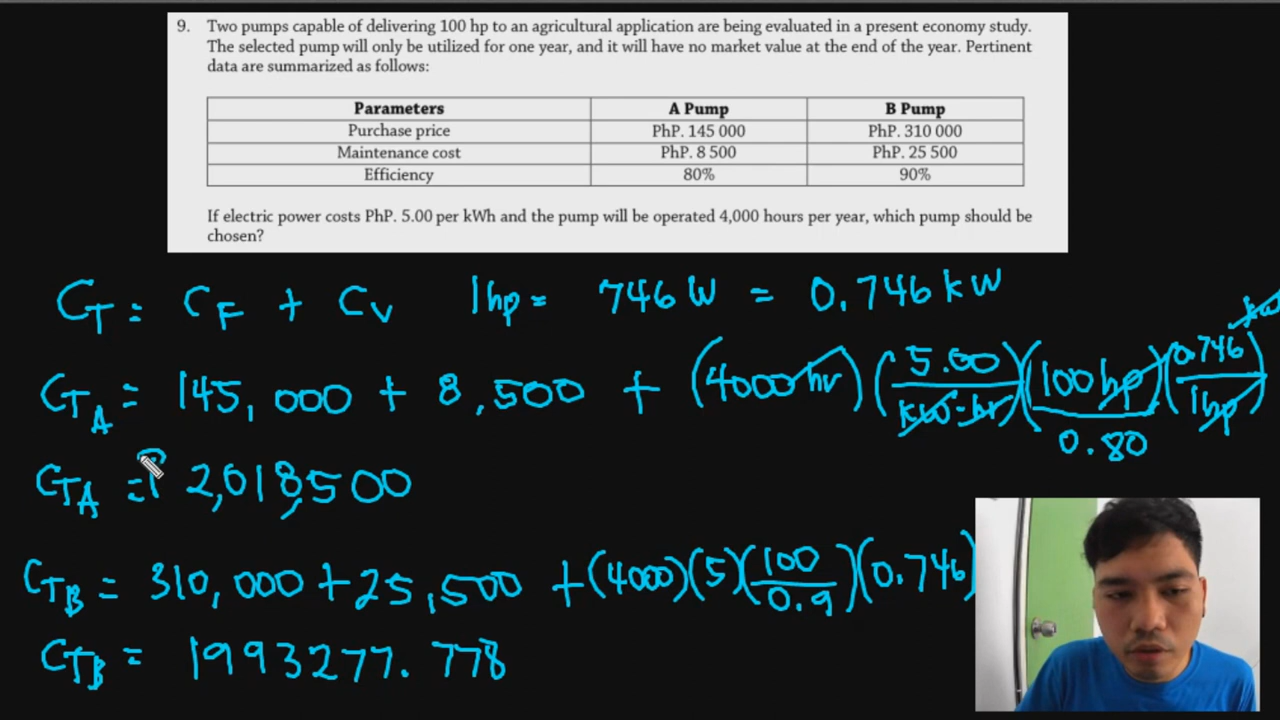 9. Two pumps capable of delivering 100 hp to an agricultural application are being evaluated in a present economy study.
The selected pump will only be utilized for one year, and it will have no market value at the end of the year. Pertinent
data are summarized as follows:
Parameters A Pump B Pump
Purchase price PhP. 145 000 PhP. 310 000
Maintenance cost PhP. 8 500 PhP. 25 500
Efficiency 80% 90%
If electric power costs PhP. 5.00 per kWh and the pump will be operated 4,000 hours per year, which pump should be
chosen?
CT = CF + CV 1hp = 746 W = 0.746 kW
CTA = 145,000 + 8,500 + (4000hr)(5.00/kW-hr)(100hp/0.80)(0.746 kW/1hp)
CTA = P 2,018,500
CTB = 310,000 + 25,500 + (4000)(5)(100/0.9)(0.746)
CTB = 1993277.778